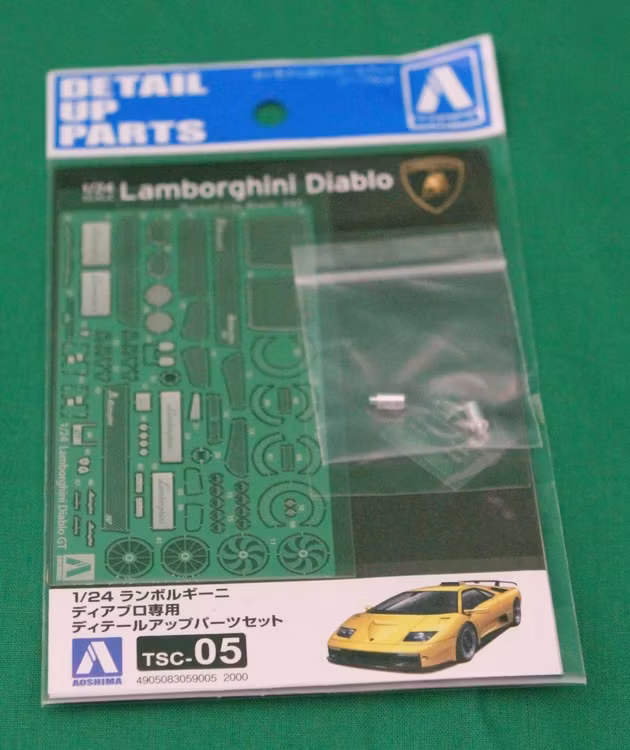 DETAIL
UP
PARTS
1/24 Lamborghini Diablo
1/24 Lamborghini Diablo GT
1/24 ランボルギーニ
ディアブロ専用
ディテールアップパーツセット
AOSHIMA
TSC-05
4905083059005 2000